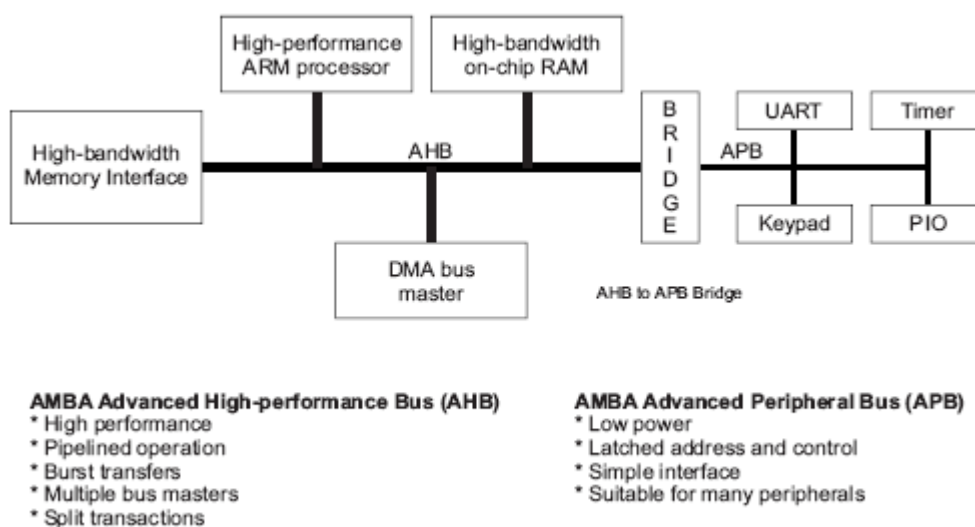 High-performance
ARM processor
High-bandwidth
on-chip RAM
High-bandwidth
Memory Interface
AHB
B
R
I
D
G
E
APB
UART
Timer
Keypad
PIO
DMA bus
master
AHB to APB Bridge
AMBA Advanced High-performance Bus (AHB)
* High performance
* Pipelined operation
* Burst transfers
* Multiple bus masters
* Split transactions
AMBA Advanced Peripheral Bus (APB)
* Low power
* Latched address and control
* Simple interface
* Suitable for many peripherals